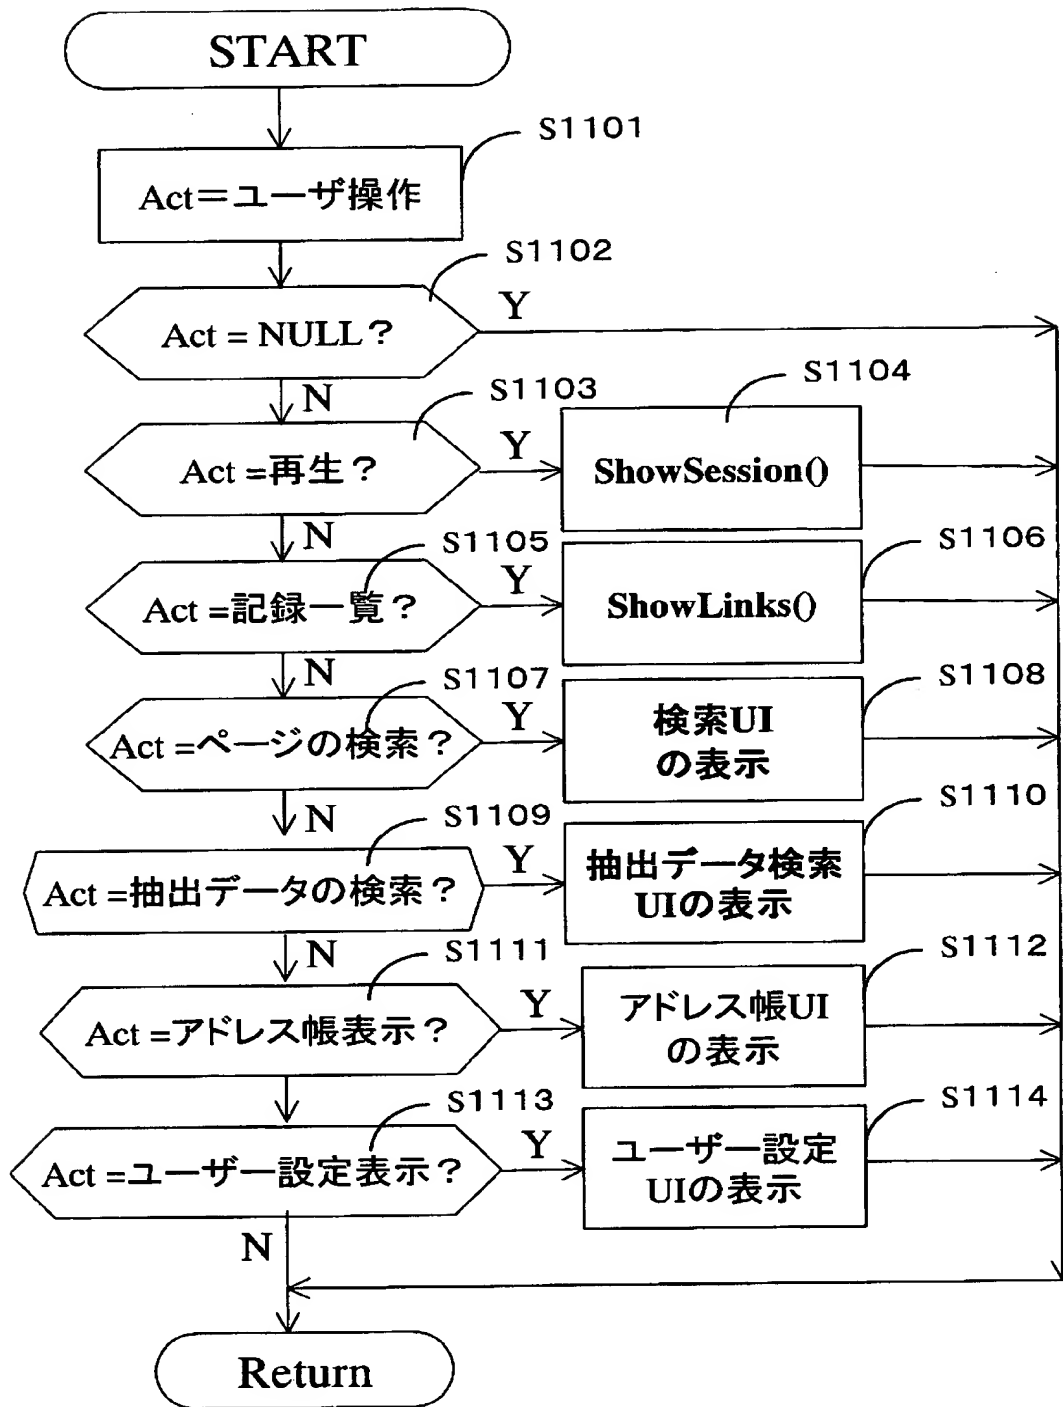 START
S1101
Act=ユーザ操作
S1102
Act = NULL?
Y
N
S1103
S1104
Act =再生?
Y
ShowSession()
N
S1105
S1106
Act =記録一覧?
Y
ShowLinks()
N
S1107
S1108
Act =ページの検索?
Y
検索UI
の表示
N
S1109
S1110
Act =抽出データの検索?
Y
抽出データ検索
UIの表示
N
S1111
S1112
Act =アドレス帳表示?
Y
アドレス帳UI
の表示
S1113
S1114
Act =ユーザー設定表示?
Y
ユーザー設定
UIの表示
N
Return